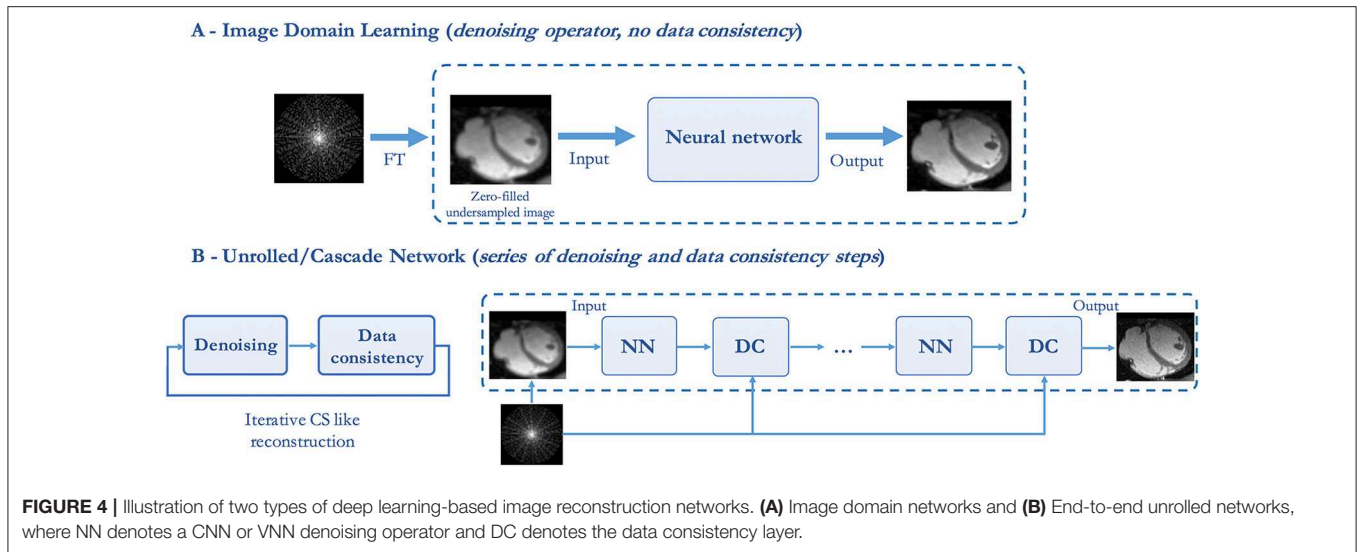 A - Image Domain Learning (denoising operator, no data consistency)
FT
Zero-filled
undersampled image
Input
Neural network
Output
B - Unrolled/Cascade Network (series of denoising and data consistency steps)
Denoising
Data
consistency
Iterative CS like
reconstruction
Input
NN
DC
...
NN
DC
Output
FIGURE 4 | Illustration of two types of deep learning-based image reconstruction networks. (A) Image domain networks and (B) End-to-end unrolled networks,
where NN denotes a CNN or VNN denoising operator and DC denotes the data consistency layer.